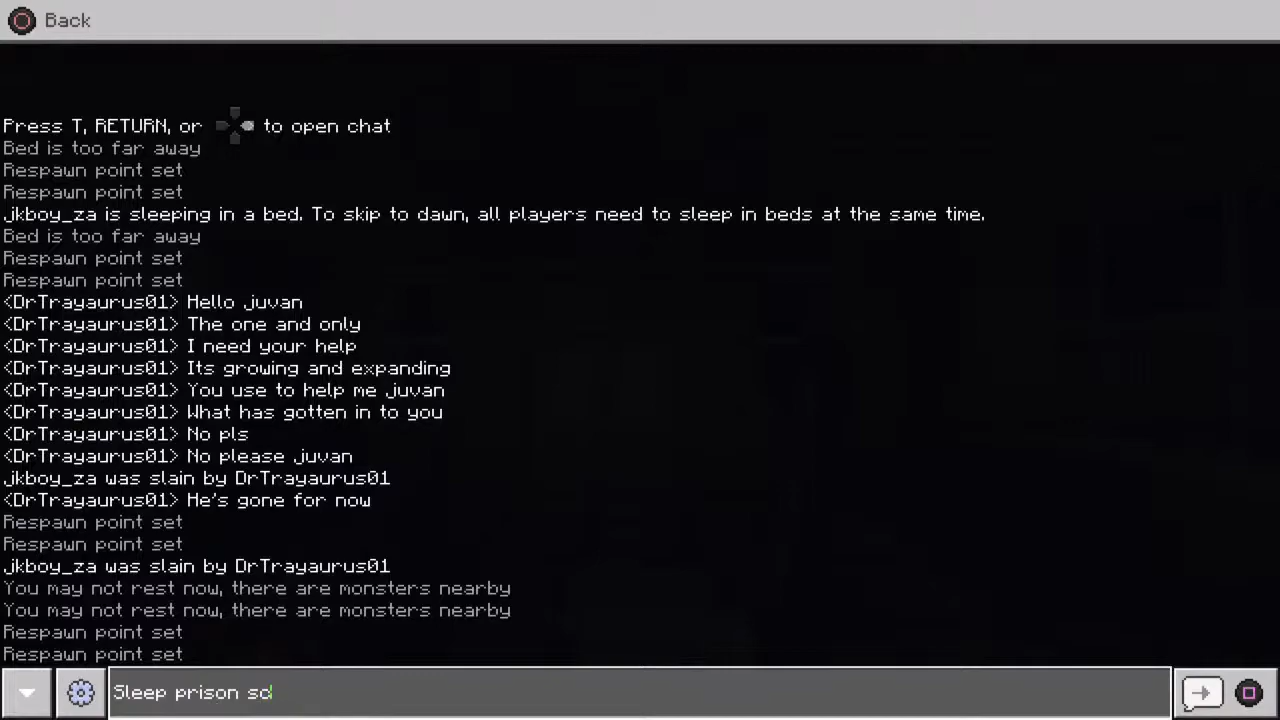 Back
Press T, RETURN, or to open chat
Bed is too far away
Respawn point set
Respawn point set
jkboy_za is sleeping in a bed. To skip to dawn, all players need to sleep in beds at the same time.
Bed is too far away
Respawn point set
Respawn point set
<DrTrayaurus01> Hello juvan
<DrTrayaurus01> The one and only
<DrTrayaurus01> I need your help
<DrTrayaurus01> Its growing and expanding
<DrTrayaurus01> You use to help me juvan
<DrTrayaurus01> What has gotten in to you
<DrTrayaurus01> No pls
<DrTrayaurus01> No please juvan
jkboy_za was slain by DrTrayaurus01
<DrTrayaurus01> He's gone for now
Respawn point set
Respawn point set
jkboy_za was slain by DrTrayaurus01
You may not rest now, there are monsters nearby
You may not rest now, there are monsters nearby
Respawn point set
Respawn point set
Sleep prison so